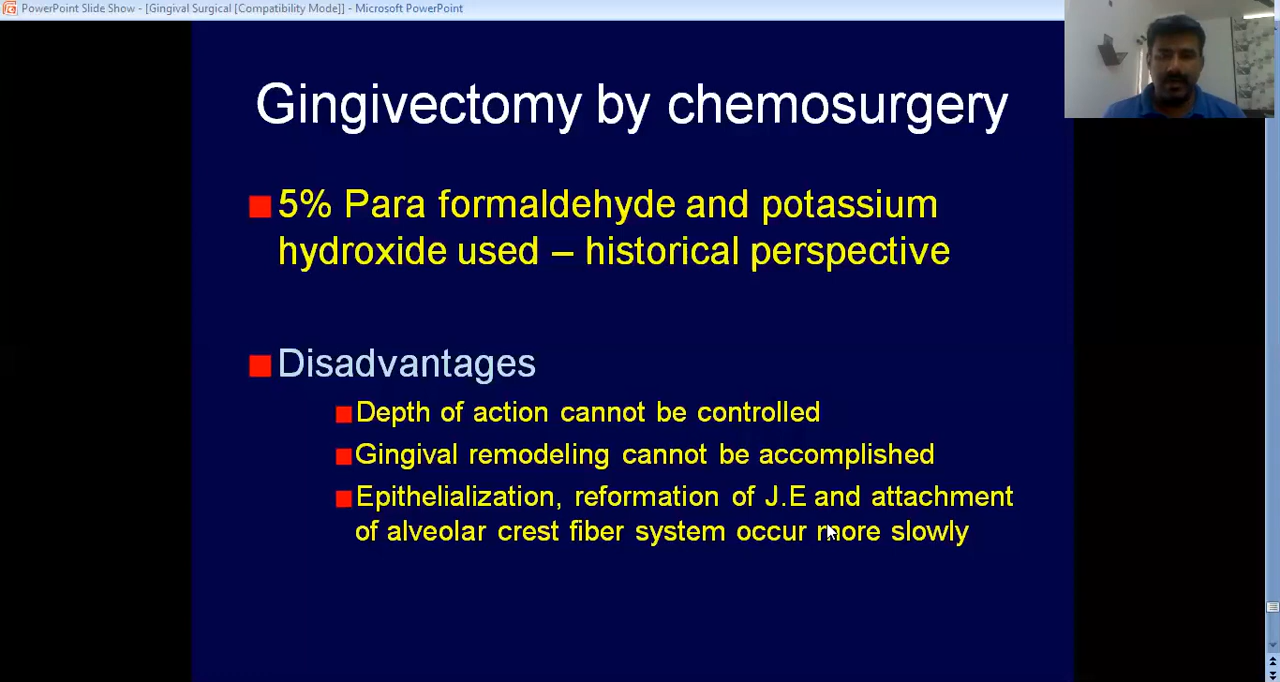 PowerPoint Slide Show - [Gingival Surgical [Compatibility Mode]] - Microsoft PowerPoint
Gingivectomy by chemosurgery
5% Para formaldehyde and potassium
hydroxide used – historical perspective
Disadvantages
Depth of action cannot be controlled
Gingival remodeling cannot be accomplished
Epithelialization, reformation of J.E and attachment
of alveolar crest fiber system occur more slowly